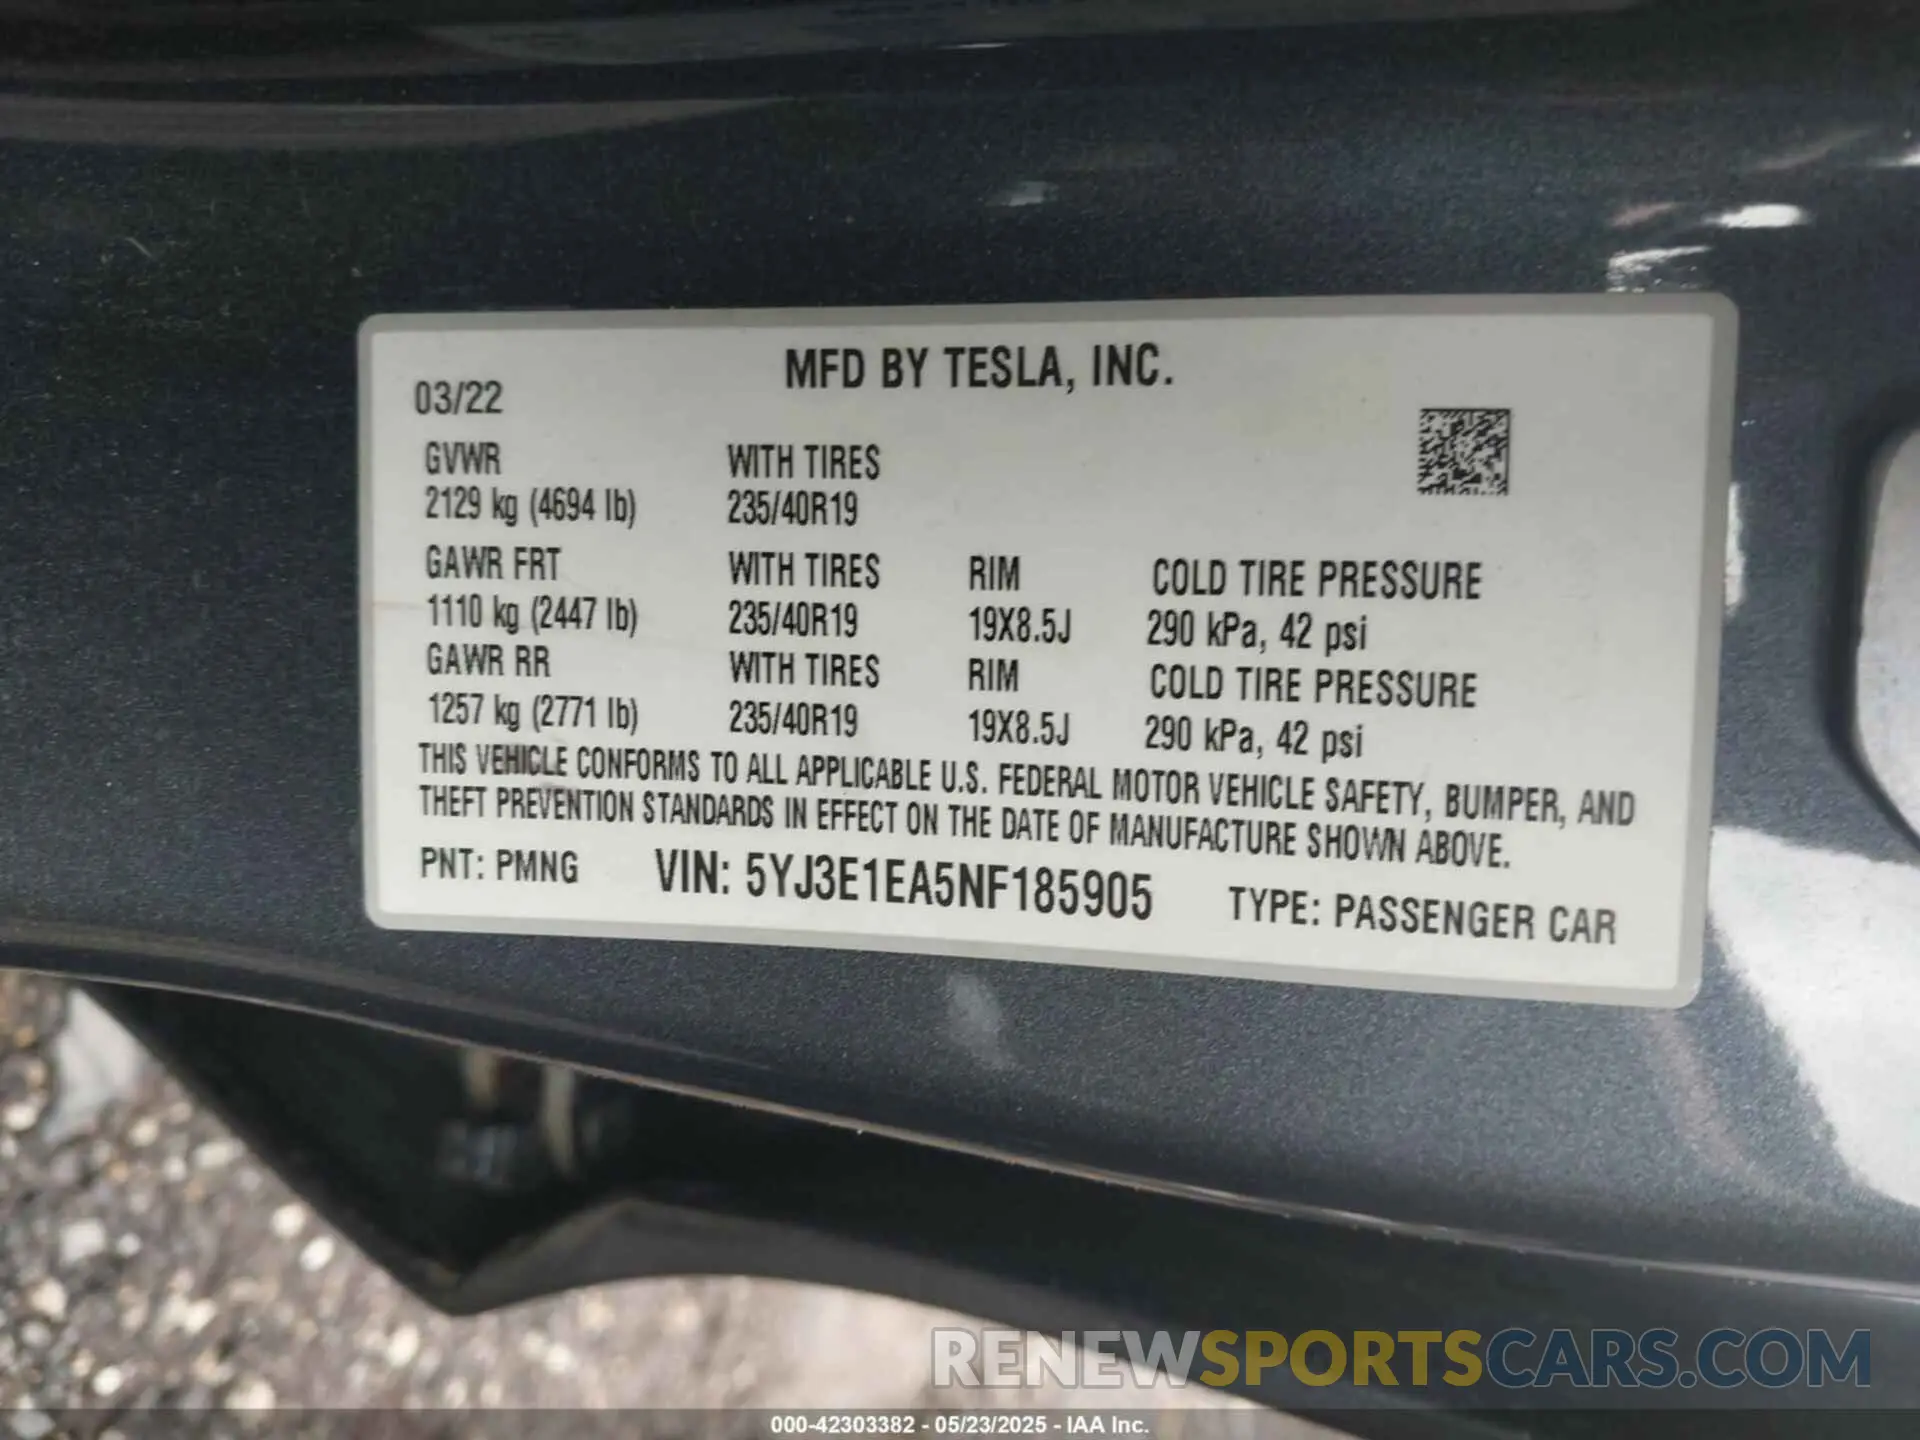 MFD BY TESLA, INC.
03/22
GVWR WITH TIRES
2129 kg (4694 lb) 235/40R19
GAWR FRT WITH TIRES RIM COLD TIRE PRESSURE
1110 kg (2447 lb) 235/40R19 19X8.5J 290 kPa, 42 psi
GAWR RR WITH TIRES RIM COLD TIRE PRESSURE
1257 kg (2771 lb) 235/40R19 19X8.5J 290 kPa, 42 psi
THIS VEHICLE CONFORMS TO ALL APPLICABLE U.S. FEDERAL MOTOR VEHICLE SAFETY, BUMPER, AND
THEFT PREVENTION STANDARDS IN EFFECT ON THE DATE OF MANUFACTURE SHOWN ABOVE.
PNT: PMNG VIN: 5YJ3E1EA5NF185905 TYPE: PASSENGER CAR
RENEWSPORTSCARS.COM
000-42303382 - 05/23/2025 - IAA Inc.